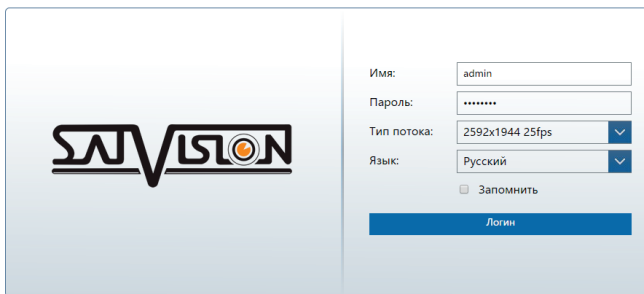 SATVISION
Имя: admin
Пароль: ••••••••
Тип потока: 2592x1944 25fps
Язык: Русский
Запомнить
Логин